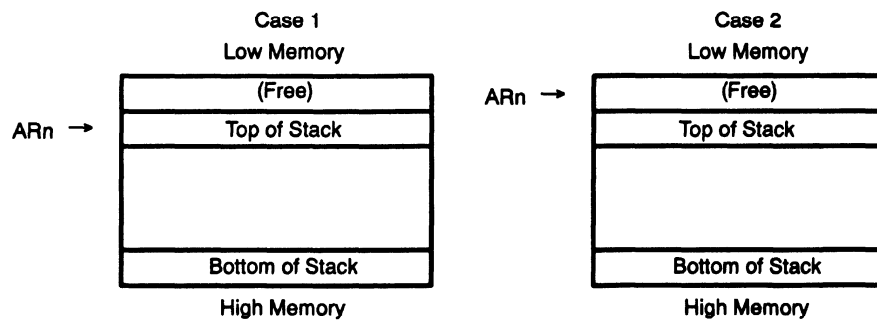 Case 1
Low Memory
(Free)
ARn →
Top of Stack
Bottom of Stack
High Memory
Case 2
Low Memory
ARn →
(Free)
Top of Stack
Bottom of Stack
High Memory